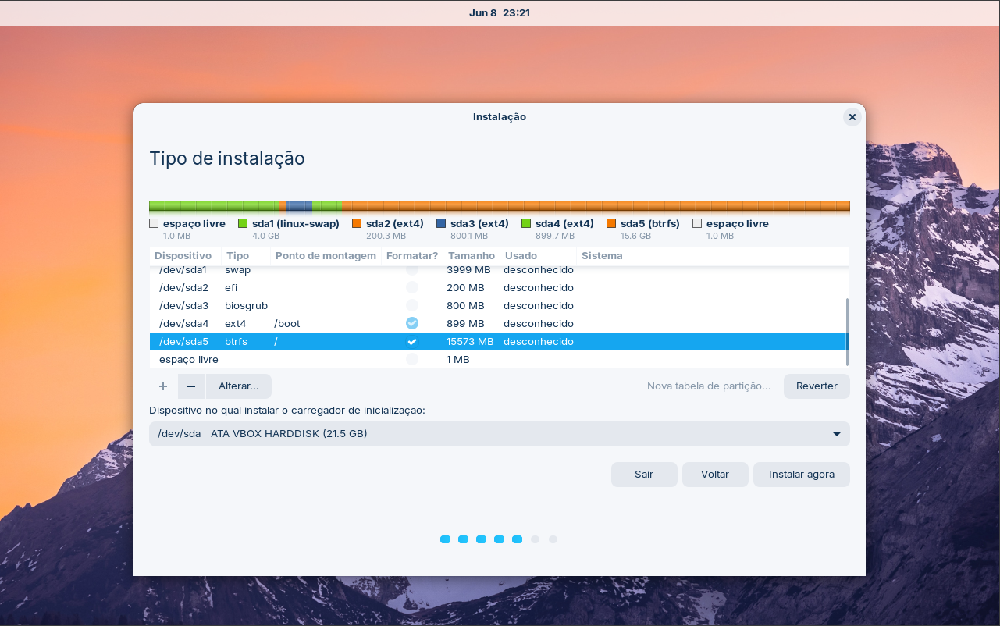 Jun 8 23:21
Instalação
Tipo de instalação
espaço livre sda1 (linux-swap) sda2 (ext4) sda3 (ext4) sda4 (ext4) sda5 (btrfs) espaço livre
1.0 MB 4.0 GB 200.3 MB 800.1 MB 899.7 MB 15.6 GB 1.0 MB
Dispositivo Tipo Ponto de montagem Formatar? Tamanho Usado Sistema
/dev/sda1 swap 3999 MB desconhecido
/dev/sda2 efi 200 MB desconhecido
/dev/sda3 biosgrub 800 MB desconhecido
/dev/sda4 ext4 /boot 899 MB desconhecido
/dev/sda5 btrfs / 15573 MB desconhecido
espaço livre 1 MB
+ − Alterar... Nova tabela de partição... Reverter
Dispositivo no qual instalar o carregador de inicialização:
/dev/sda ATA VBOX HARDDISK (21.5 GB)
Sair Voltar Instalar agora